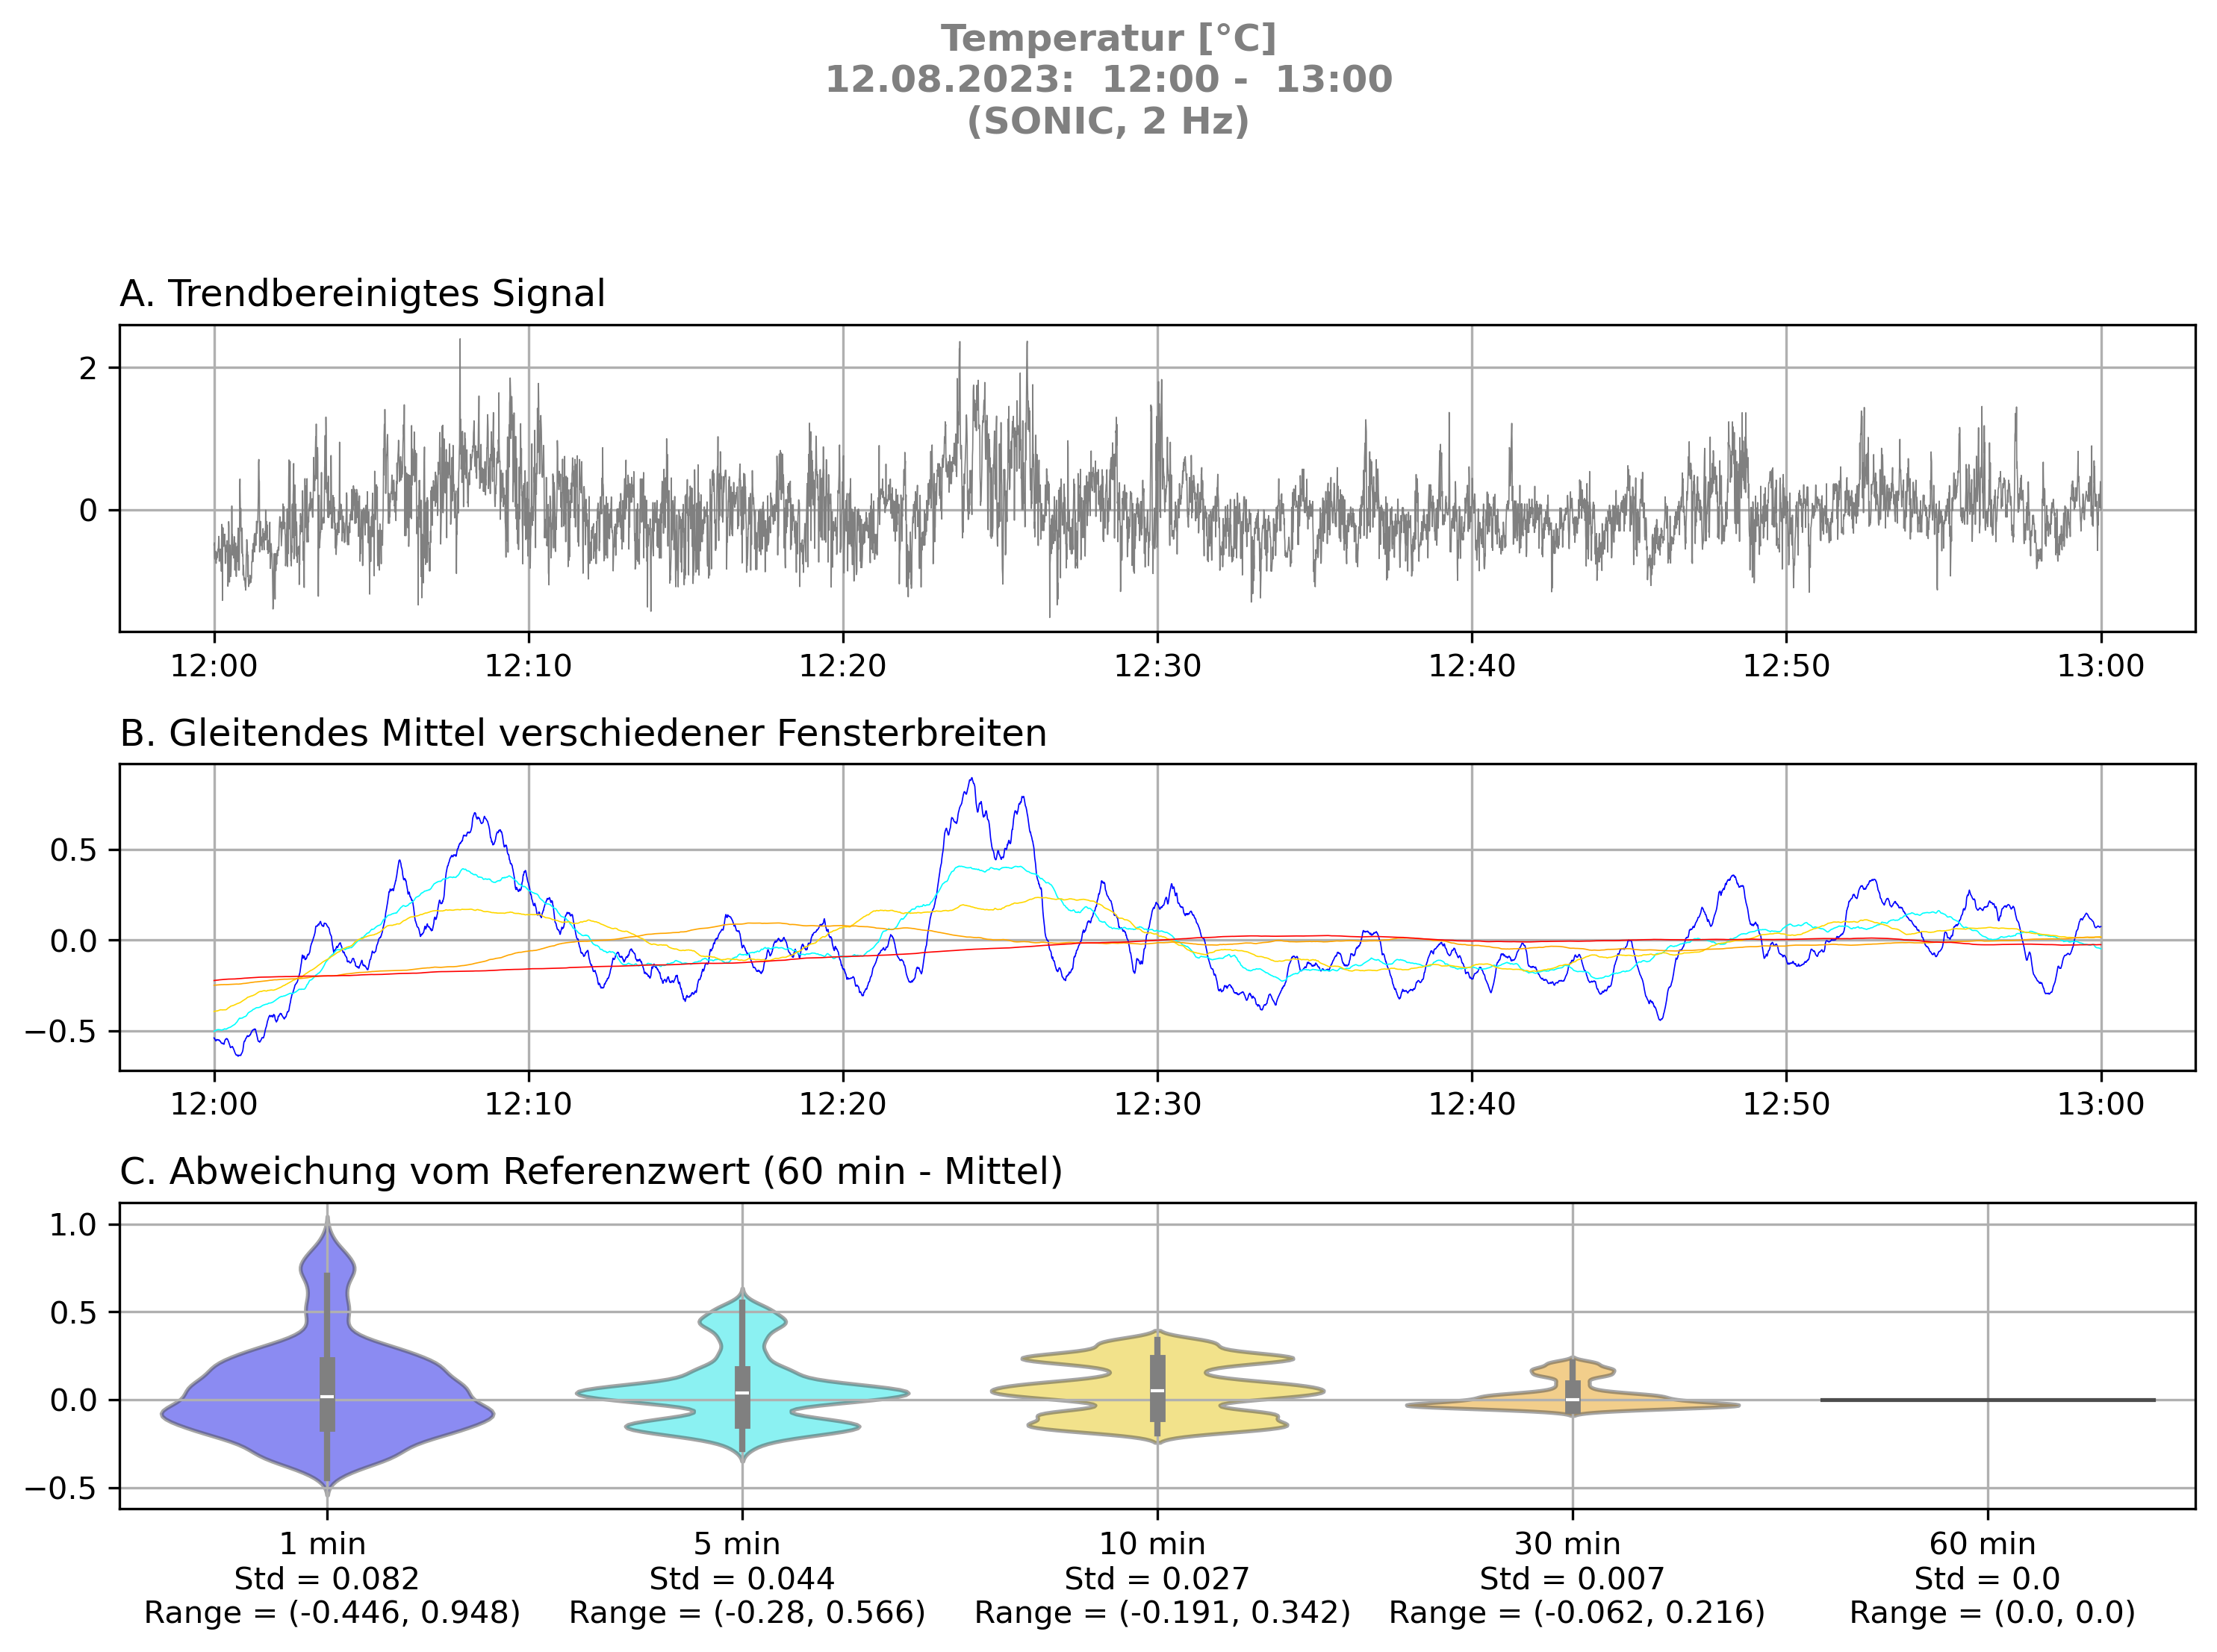 Temperatur [°C]
12.08.2023:  12:00 -  13:00
(SONIC, 2 Hz)
A. Trendbereinigtes Signal
2
0
12:00 12:10 12:20 12:30 12:40 12:50 13:00
B. Gleitendes Mittel verschiedener Fensterbreiten
0.5
0.0
−0.5
12:00 12:10 12:20 12:30 12:40 12:50 13:00
C. Abweichung vom Referenzwert (60 min - Mittel)
1.0
0.5
0.0
−0.5
1 min 5 min 10 min 30 min 60 min
Std = 0.082 Std = 0.044 Std = 0.027 Std = 0.007 Std = 0.0
Range = (-0.446, 0.948) Range = (-0.28, 0.566) Range = (-0.191, 0.342) Range = (-0.062, 0.216) Range = (0.0, 0.0)